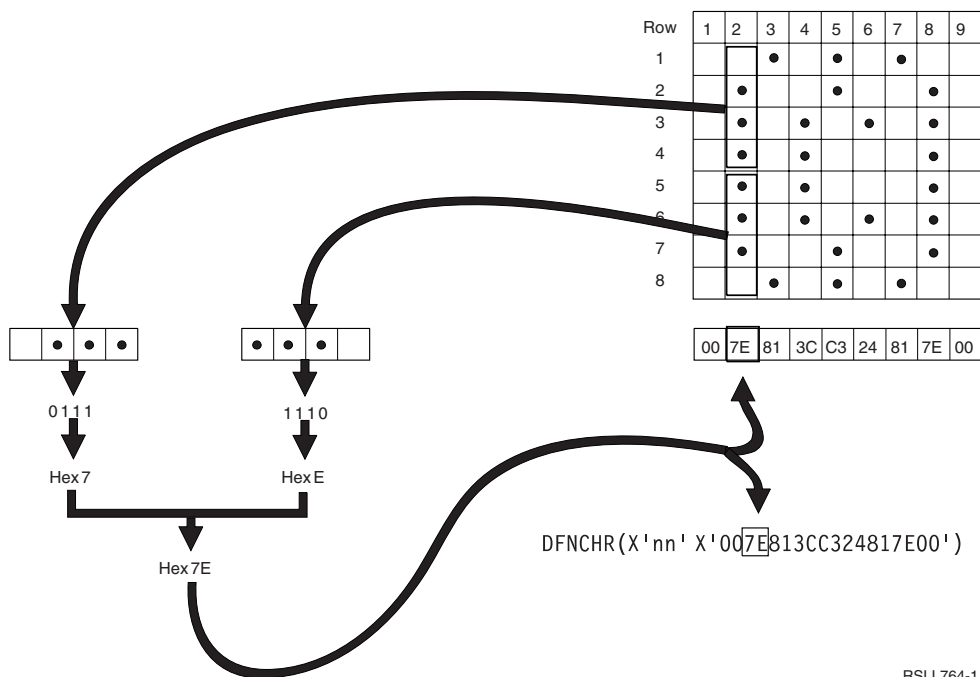 Row 1 2 3 4 5 6 7 8 9
1
2
3
4
5
6
7
8
00 7E 81 3C C3 24 81 7E 00
0111 1110
Hex 7 Hex E
DFNCHR(X'nn' X'007E813CC324817E00')
Hex 7E
RSLL764-1